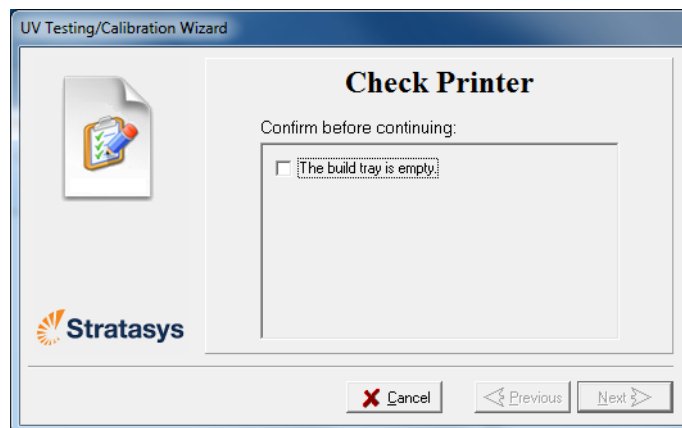 UV Testing/Calibration Wizard
Check Printer
Confirm before continuing:
The build tray is empty.
Stratasys
Cancel
Previous
Next